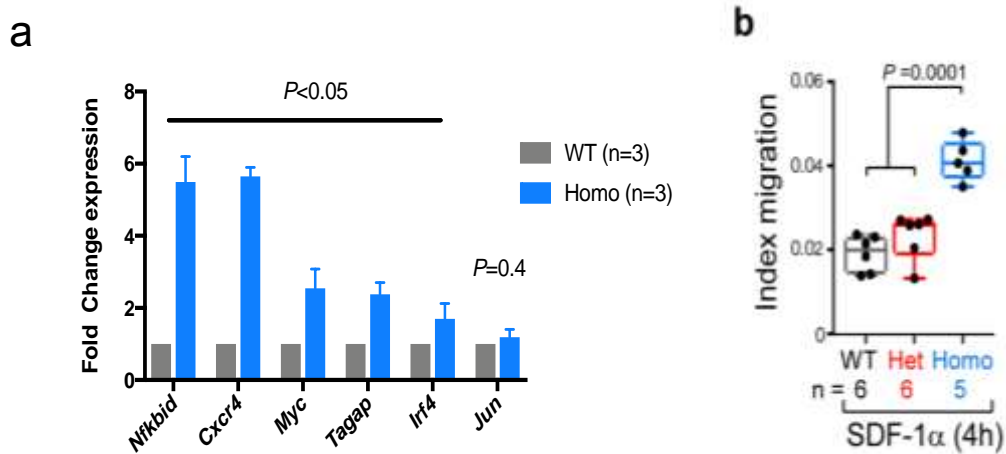 a
8
6
4
2
0
Fold Change expression
P<0.05
P=0.4
WT (n=3)
Homo (n=3)
Nfkbid
Cxcr4
Myc
Tagap
Irf4
Jun
b
P =0.0001
0.06
0.04
0.02
0
Index migration
WT Het Homo
n = 6 6 5
SDF-1α (4h)